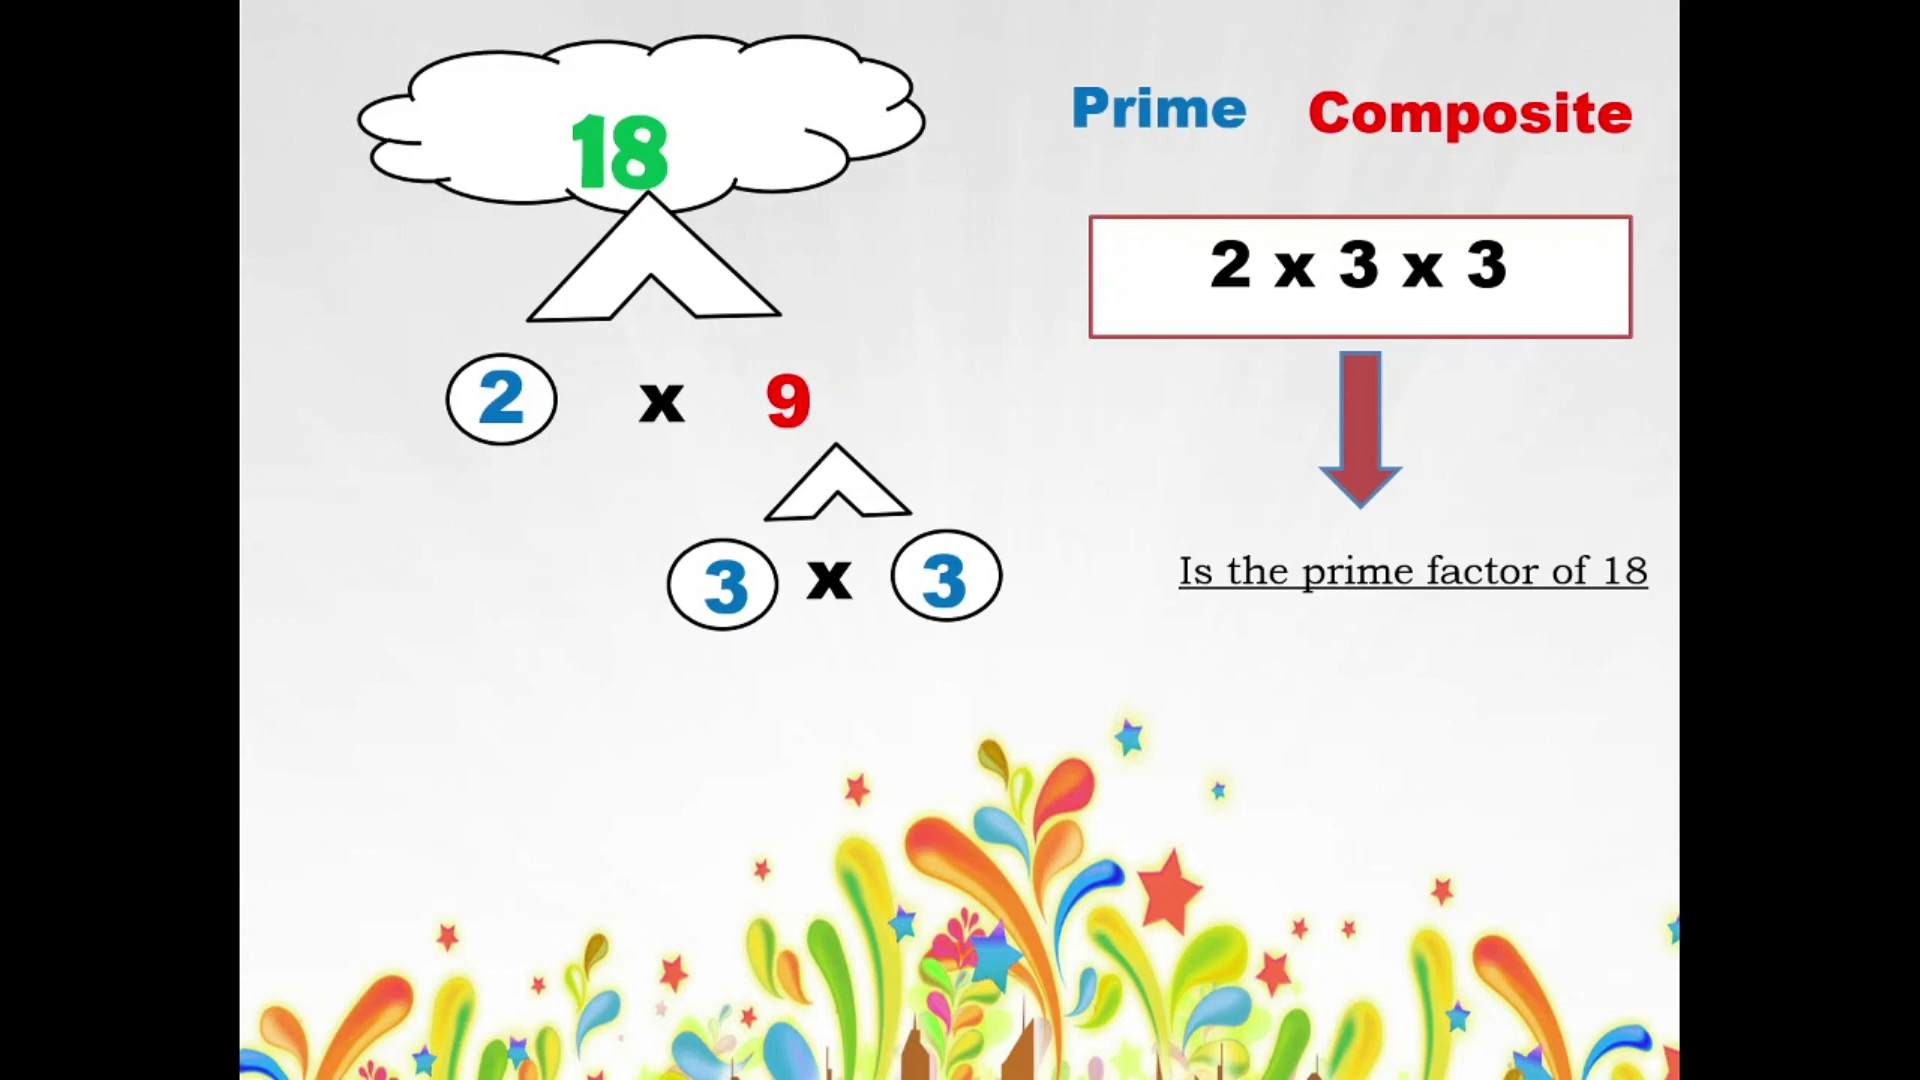 18
Prime Composite
2 x 3 x 3
2 x 9
3 x 3
Is the prime factor of 18